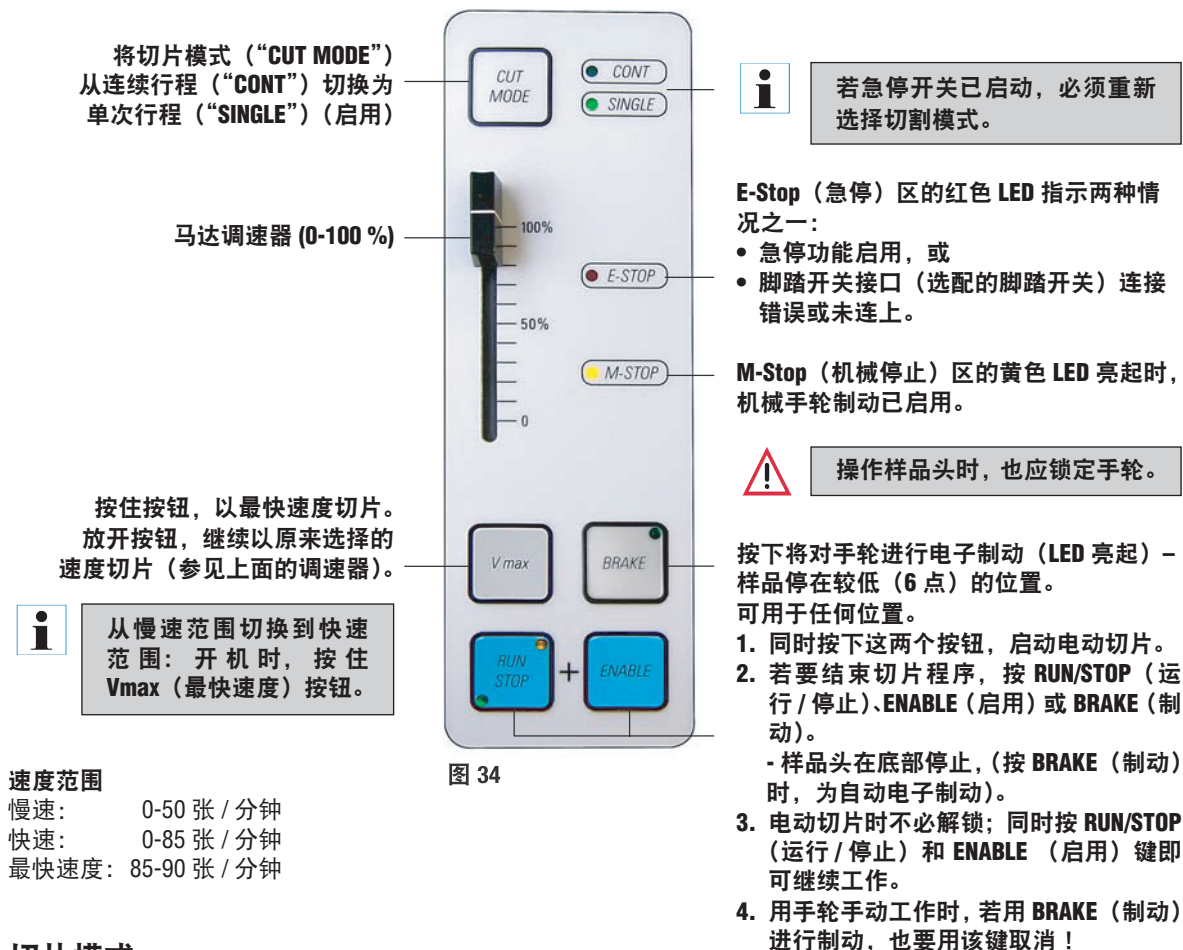 将切片模式（“CUT MODE”）
从连续行程（“CONT”）切换为
单次行程（“SINGLE”）（启用）
马达调速器 (0-100 %)
按住按钮，以最快速度切片。
放开按钮，继续以原来选择的
速度切片（参见上面的调速器）。
从慢速范围切换到快速
范围：开机时，按住
Vmax（最快速度）按钮。
速度范围
慢速： 0-50 张 / 分钟
快速： 0-85 张 / 分钟
最快速度： 85-90 张 / 分钟
CUT
MODE
CONT
SINGLE
100%
50%
0
E-STOP
M-STOP
V max
BRAKE
RUN
STOP
+
ENABLE
图 34
若急停开关已启动，必须重新
选择切割模式。
E-Stop（急停）区的红色 LED 指示两种情
况之一：
• 急停功能启用，或
• 脚踏开关接口（选配的脚踏开关）连接
错误或未连上。
M-Stop（机械停止）区的黄色 LED 亮起时，
机械手轮制动已启用。
操作样品头时，也应锁定手轮。
按下将对手轮进行电子制动（LED 亮起）–
样品停在较低（6 点）的位置。
可用于任何位置。
1. 同时按下这两个按钮，启动电动切片。
2. 若要结束切片程序，按 RUN/STOP（运
行 / 停止）、ENABLE（启用）或 BRAKE（制
动）。
- 样品头在底部停止，（按 BRAKE（制动）
时，为自动电子制动）。
3. 电动切片时不必解锁；同时按 RUN/STOP
（运行 / 停止）和 ENABLE （启用）键即
可继续工作。
4. 用手轮手动工作时，若用 BRAKE（制动）
进行制动，也要用该键取消！